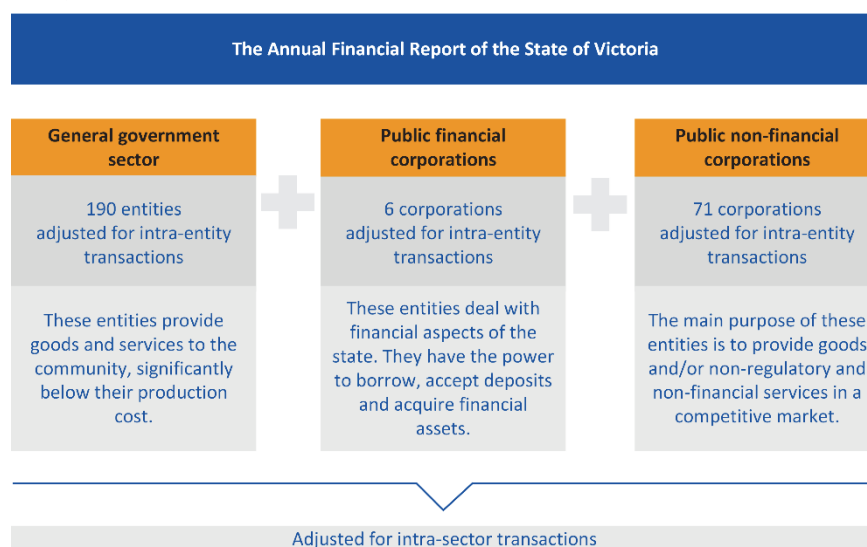 The Annual Financial Report of the State of Victoria
General government
sector
190 entities
adjusted for intra-entity
transactions
These entities provide
goods and services to the
community, significantly
below their production
cost.
Public financial
corporations
6 corporations
adjusted for intra-entity
transactions
These entities deal with
financial aspects of the
state. They have the power
to borrow, accept deposits
and acquire financial
assets.
Public non-financial
corporations
71 corporations
adjusted for intra-entity
transactions
The main purpose of these
entities is to provide goods
and/or non-regulatory and
non-financial services in a
competitive market.
Adjusted for intra-sector transactions